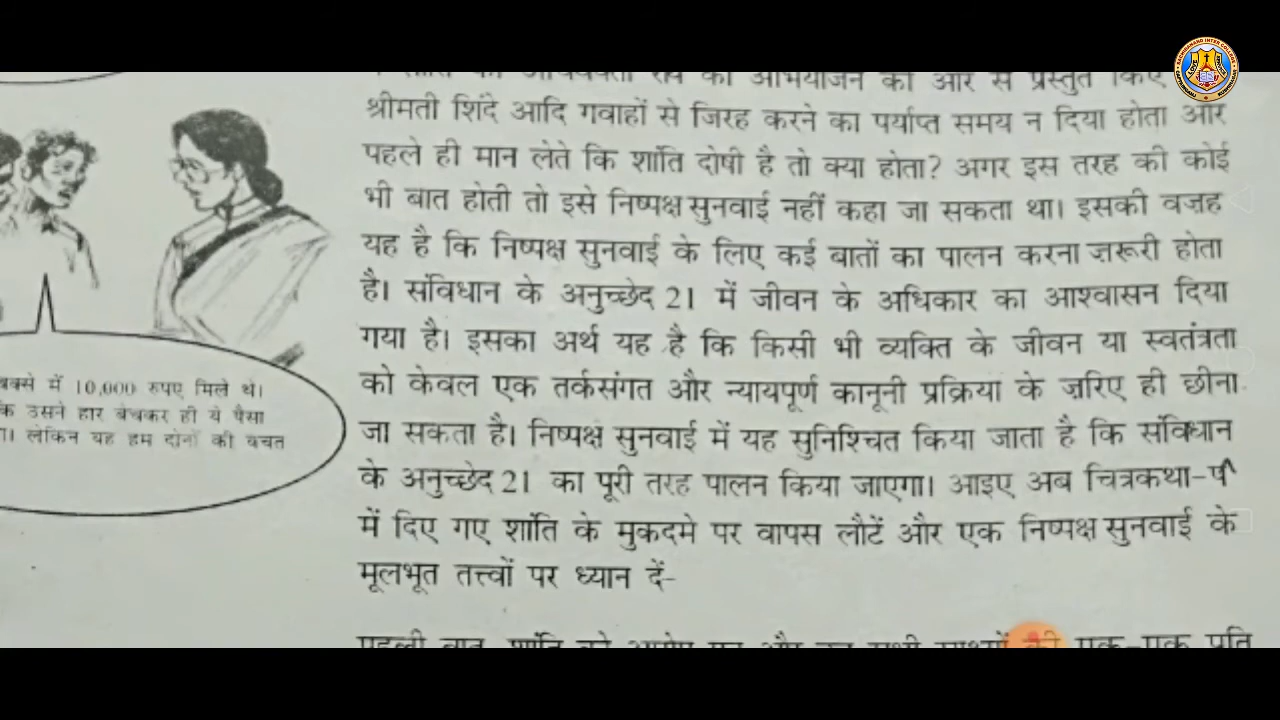 श्रीमती शिंदे आदि गवाहों से जिरह करने का पर्याप्त समय न दिया होता और
पहले ही मान लेते कि शांति दोषी है तो क्या होता? अगर इस तरह की कोई
भी बात होती तो इसे निष्पक्ष सुनवाई नहीं कहा जा सकता था। इसकी वजह
यह है कि निष्पक्ष सुनवाई के लिए कई बातों का पालन करना ज़रूरी होता
है। संविधान के अनुच्छेद 21 में जीवन के अधिकार का आश्वासन दिया
गया है। इसका अर्थ यह है कि किसी भी व्यक्ति के जीवन या स्वतंत्रता
को केवल एक तर्कसंगत और न्यायपूर्ण कानूनी प्रक्रिया के ज़रिए ही छीना
जा सकता है। निष्पक्ष सुनवाई में यह सुनिश्चित किया जाता है कि संविधान
के अनुच्छेद 21 का पूरी तरह पालन किया जाएगा। आइए अब चित्रकथा-प
में दिए गए शांति के मुकदमे पर वापस लौटें और एक निष्पक्ष सुनवाई के
मूलभूत तत्त्वों पर ध्यान दें-
में 10,000 रुपए मिले थे।
उसने हार बेचकर ही ये पैसा
लेकिन यह हम दोनों की बचत